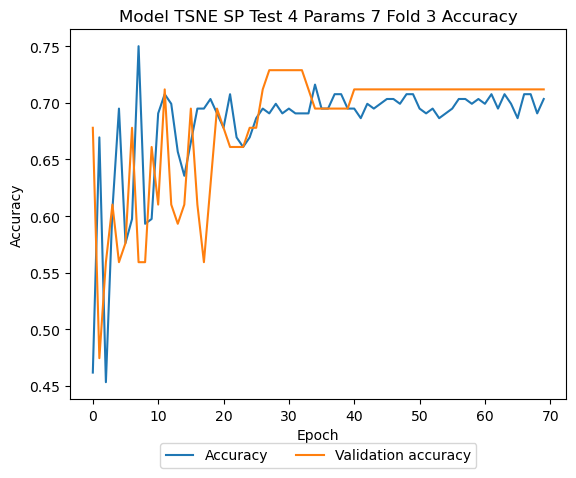 Model TSNE SP Test 4 Params 7 Fold 3 Accuracy
0.75
0.70
0.65
0.60
0.55
0.50
0.45
Accuracy
0 10 20 30 40 50 60 70
Epoch
Accuracy Validation accuracy